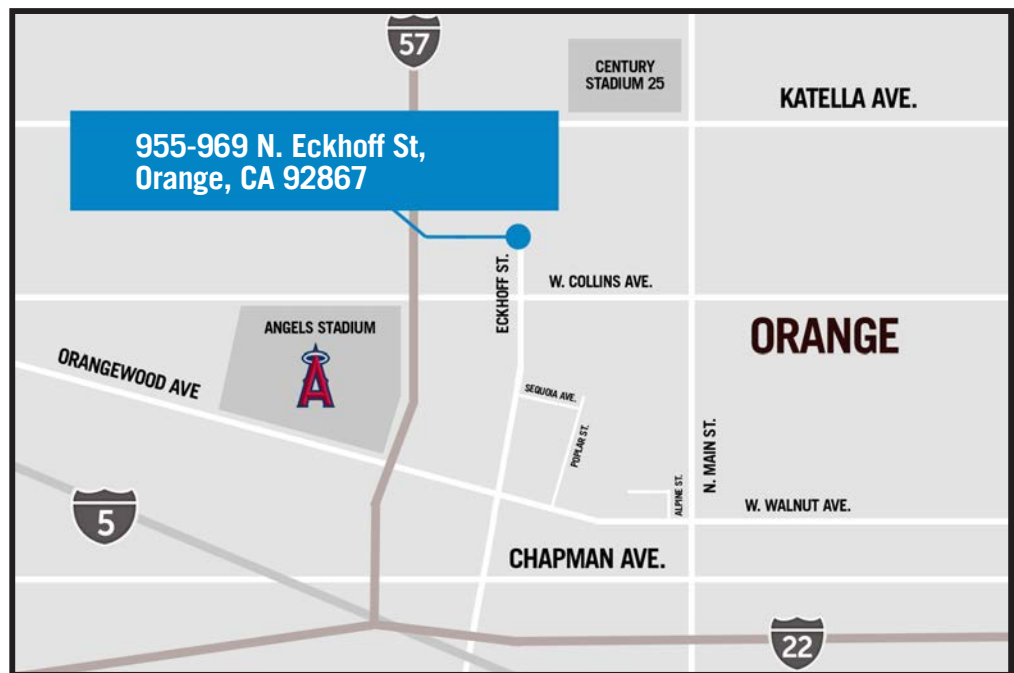 57
CENTURY
STADIUM 25
KATELLA AVE.
955-969 N. Eckhoff St,
Orange, CA 92867
ECKHOFF ST.
W. COLLINS AVE.
ANGELS STADIUM
A
ORANGE
ORANGEWOOD AVE
SEQUOIA AVE.
POPLAR ST.
N. MAIN ST.
ALPINE ST.
5
W. WALNUT AVE.
CHAPMAN AVE.
22